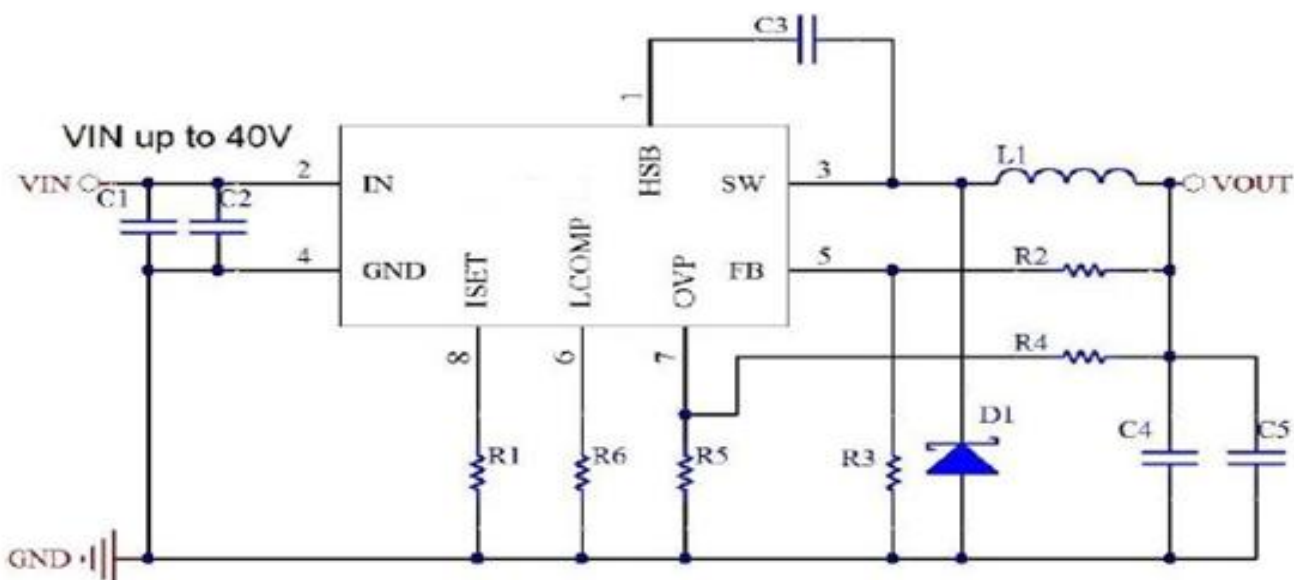 C3
1
VIN up to 40V
2
3
L1
VIN
C1
C2
IN
HSB
SW
VOUT
4
5
R2
GND
ISET
LCOMP
OVP
FB
8
6
7
R4
D1
C4
C5
R1
R6
R5
R3
GND